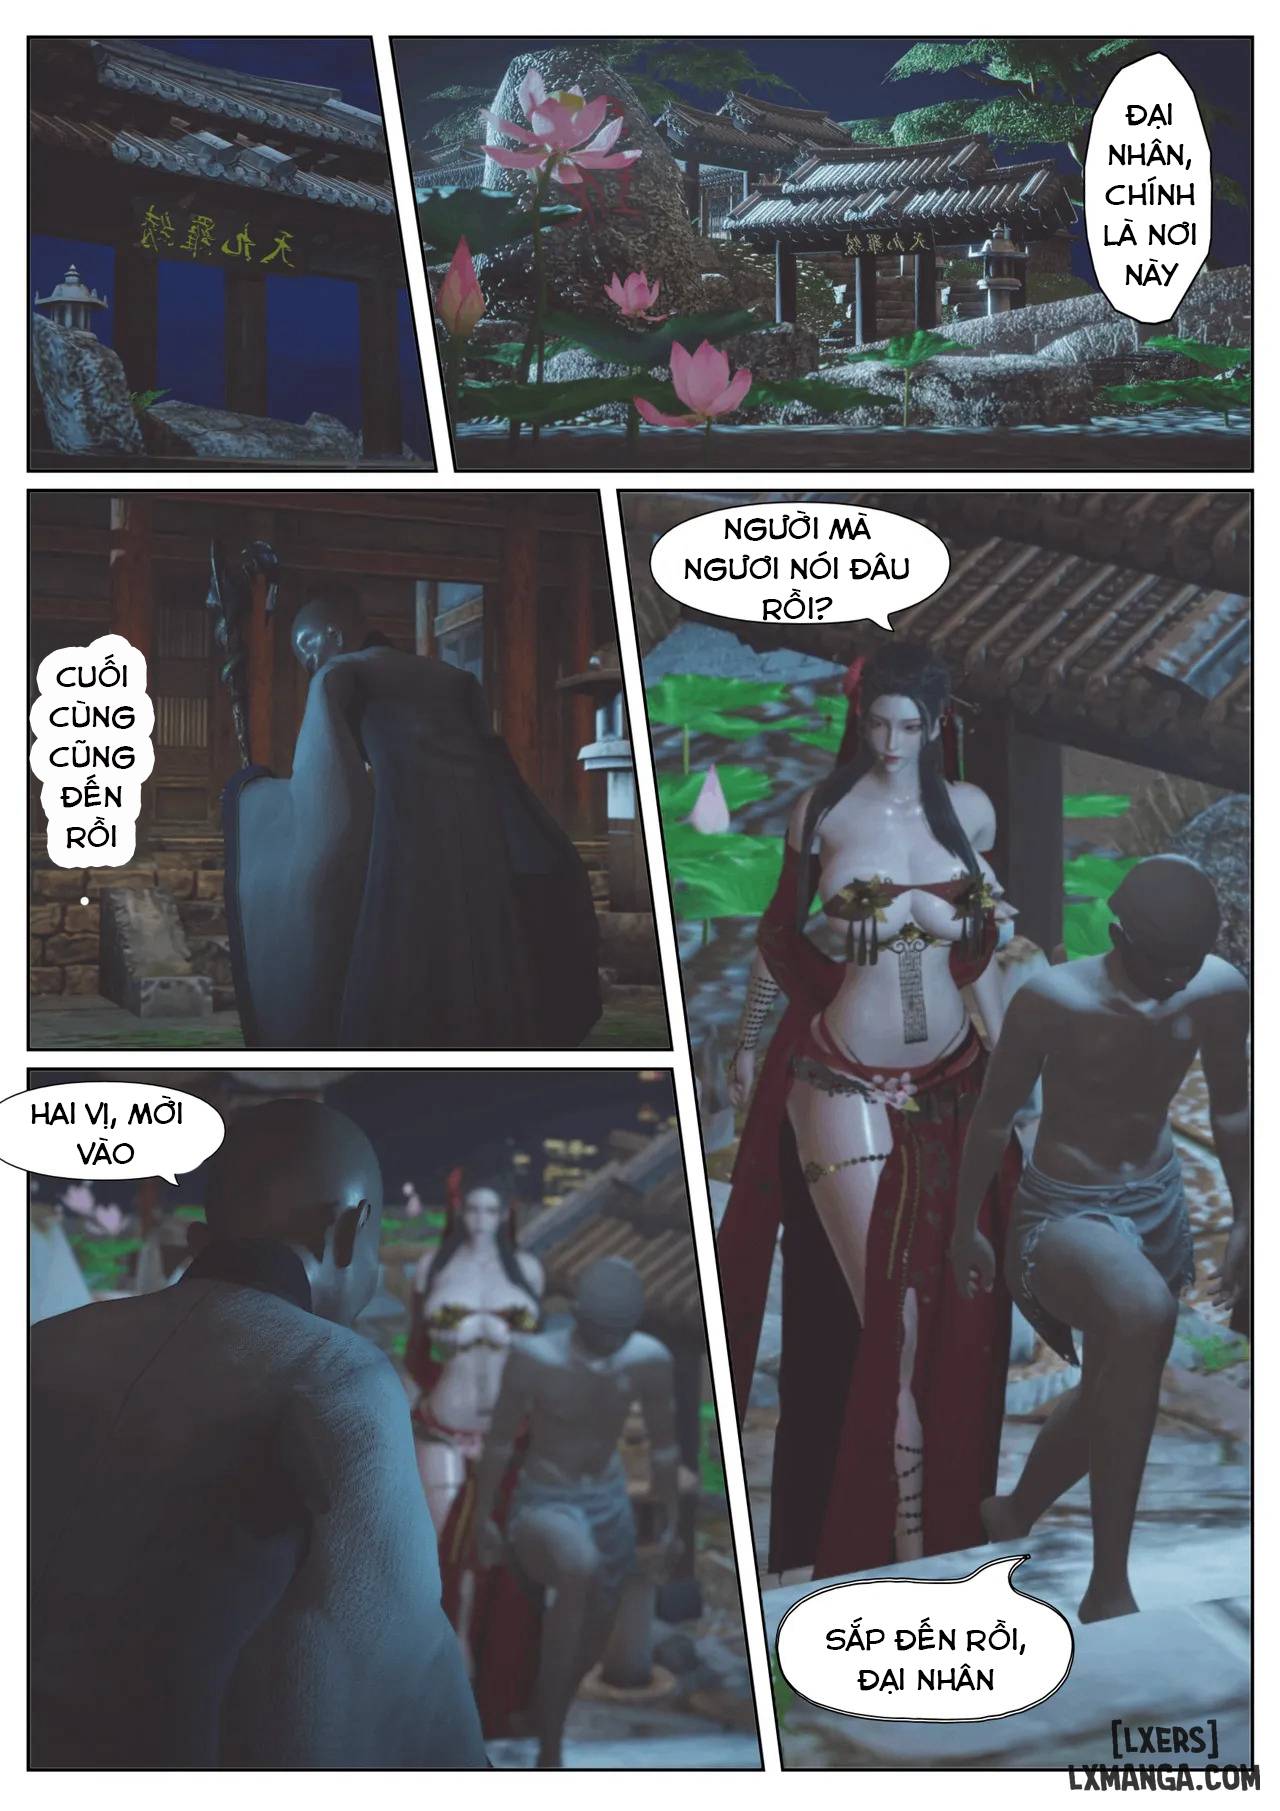 ĐẠI
NHÂN,
CHÍNH
LÀ NƠI
NÀY
NGƯỜI MÀ
NGƯƠI NÓI ĐÂU
RỒI?
CUỐI
CÙNG
CŨNG
ĐẾN
RỒI
HAI VỊ, MỜI
VÀO
SẮP ĐẾN RỒI,
ĐẠI NHÂN
[LXERS]
LXMANGA.COM